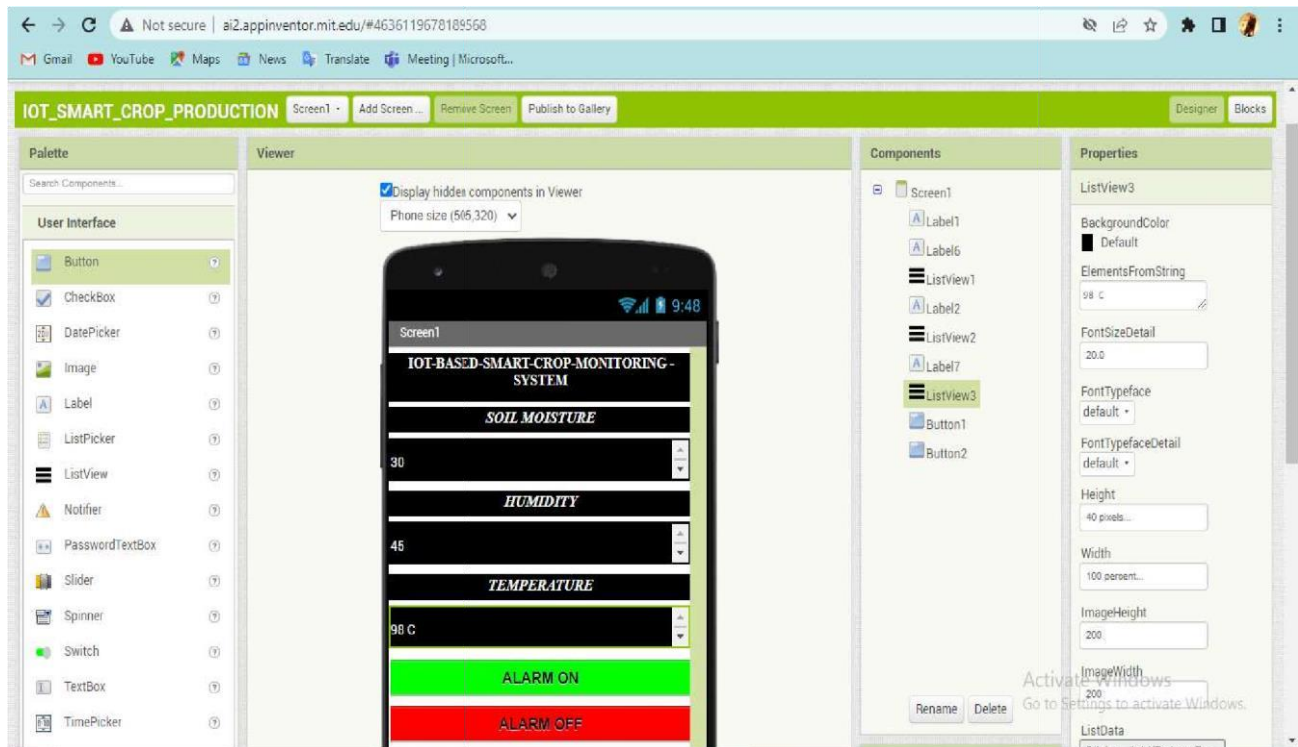 Not secure | ai2.appinventor.mit.edu/#4636119678189568
Gmail YouTube Maps News Translate Meeting | Microsoft...
IOT_SMART_CROP_PRODUCTION Screen1 Add Screen ... Remove Screen Publish to Gallery Designer Blocks
Palette
Search Components...
User Interface
Button
CheckBox
DatePicker
Image
Label
ListPicker
ListView
Notifier
PasswordTextBox
Slider
Spinner
Switch
TextBox
TimePicker
Viewer
Display hidden components in Viewer
Phone size (505,320)
9:48
Screen1
IOT-BASED-SMART-CROP-MONITORING-
SYSTEM
SOIL MOISTURE
30
HUMIDITY
45
TEMPERATURE
98 C
ALARM ON
ALARM OFF
Components
Screen1
Label1
Label6
ListView1
Label2
ListView2
Label7
ListView3
Button1
Button2
Rename Delete
Properties
ListView3
BackgroundColor
Default
ElementsFromString
98 C
FontSizeDetail
20.0
FontTypeface
default
FontTypefaceDetail
default
Height
40 pixels...
Width
100 percent...
ImageHeight
200
ImageWidth
200
ListData
Activate Windows
Go to Settings to activate Windows.